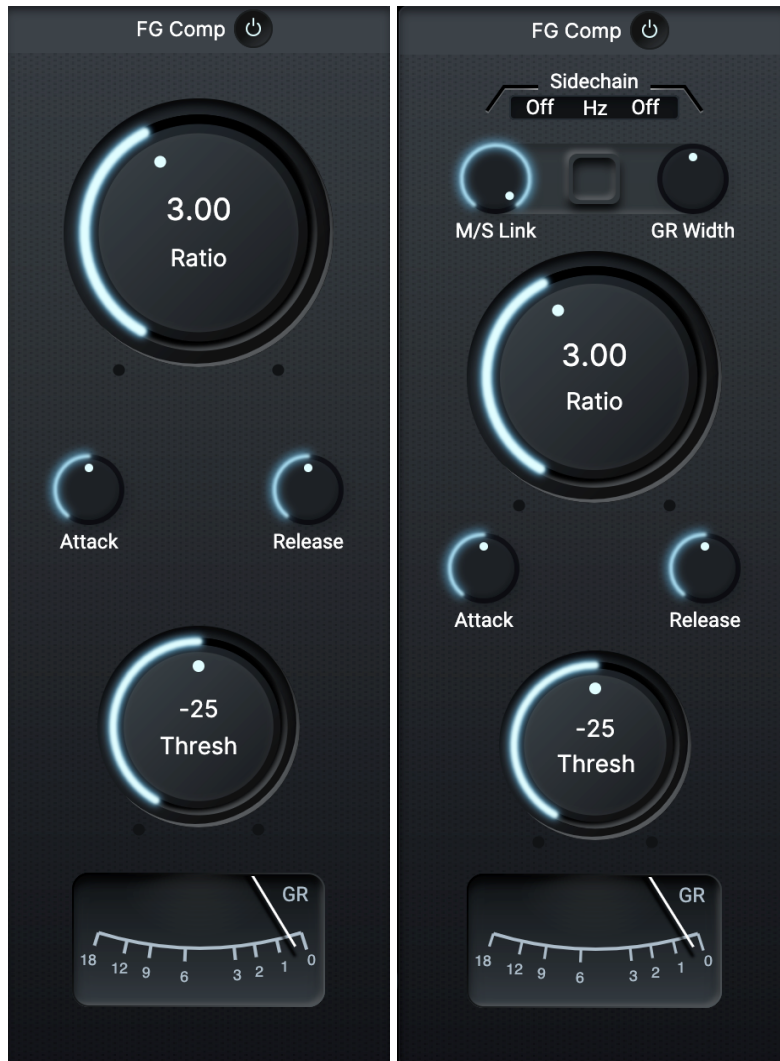 FG Comp
3.00
Ratio
Attack Release
-25
Thresh
GR
18 12 9 6 3 2 1 0
FG Comp
Sidechain
Off Hz Off
M/S Link GR Width
3.00
Ratio
Attack Release
-25
Thresh
GR
18 12 9 6 3 2 1 0